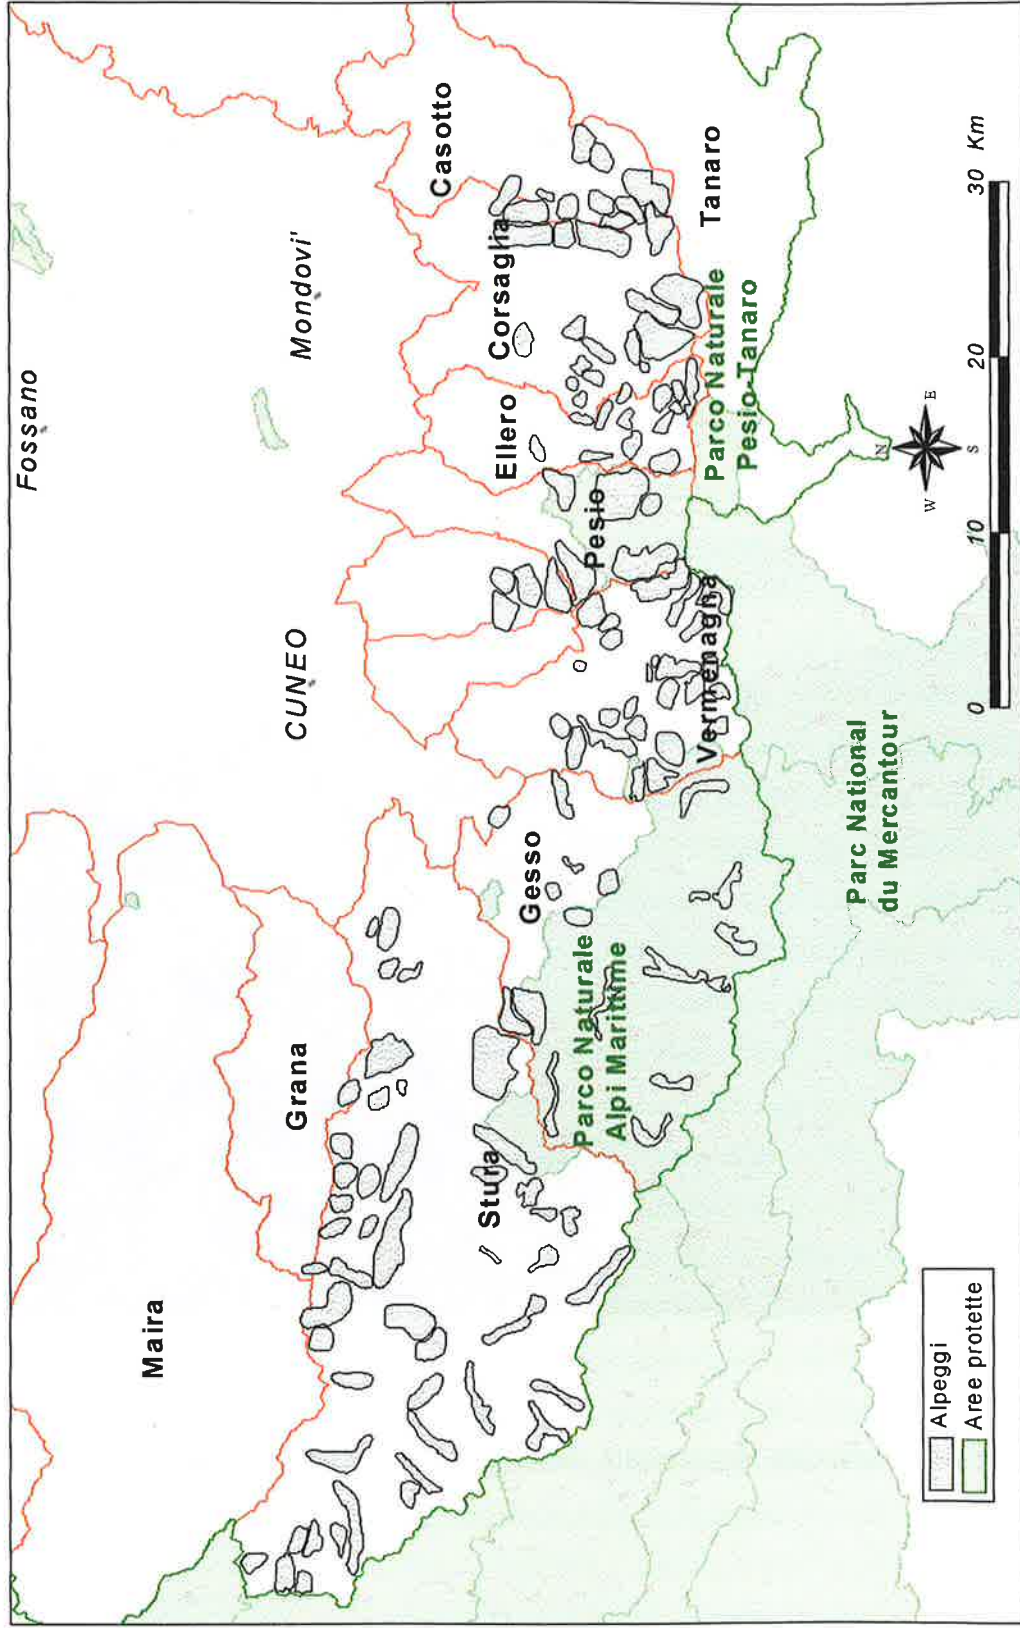 Fossano
Mondovi'
CUNEO
Maira
Grana
Stura
Gesso
Vermenagna
Pesio
Ellero
Corsaglia
Casotto
Tanaro
Parco Naturale
Alpi Marittime
Parco Naturale
Pesio-Tanaro
Parc National
du Mercantour
N
W
E
S
0
10
20
30 Km
Alpeggi
Aree protette